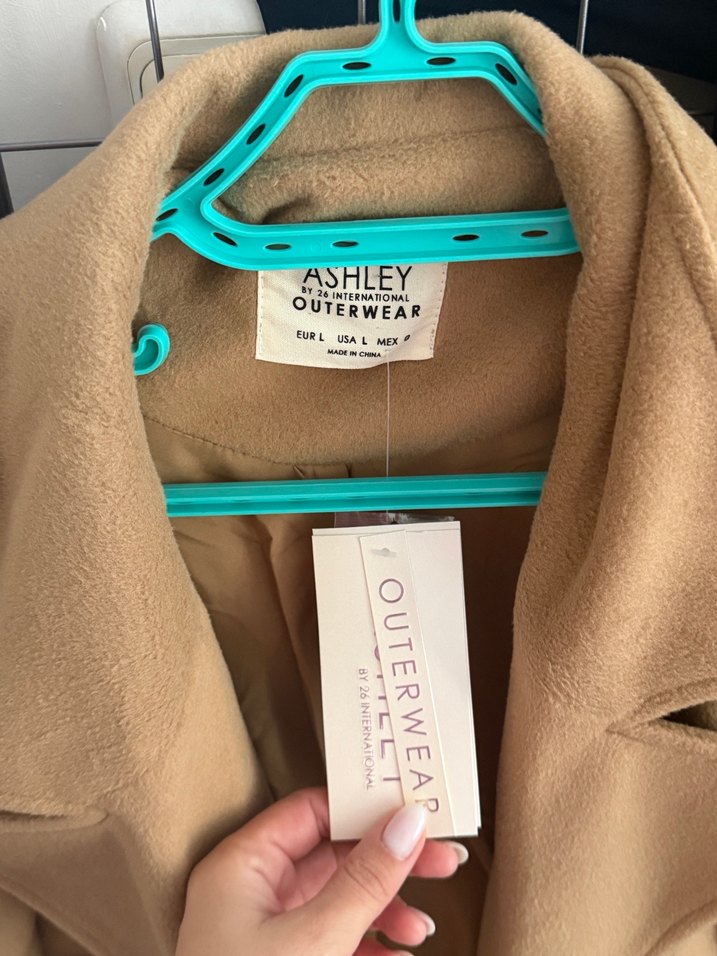 ASHLEY
BY 26 INTERNATIONAL
OUTERWEAR
EUR L USA L MEX
MADE IN CHINA
OUTERWEAR
BY 26 INTERNATIONAL